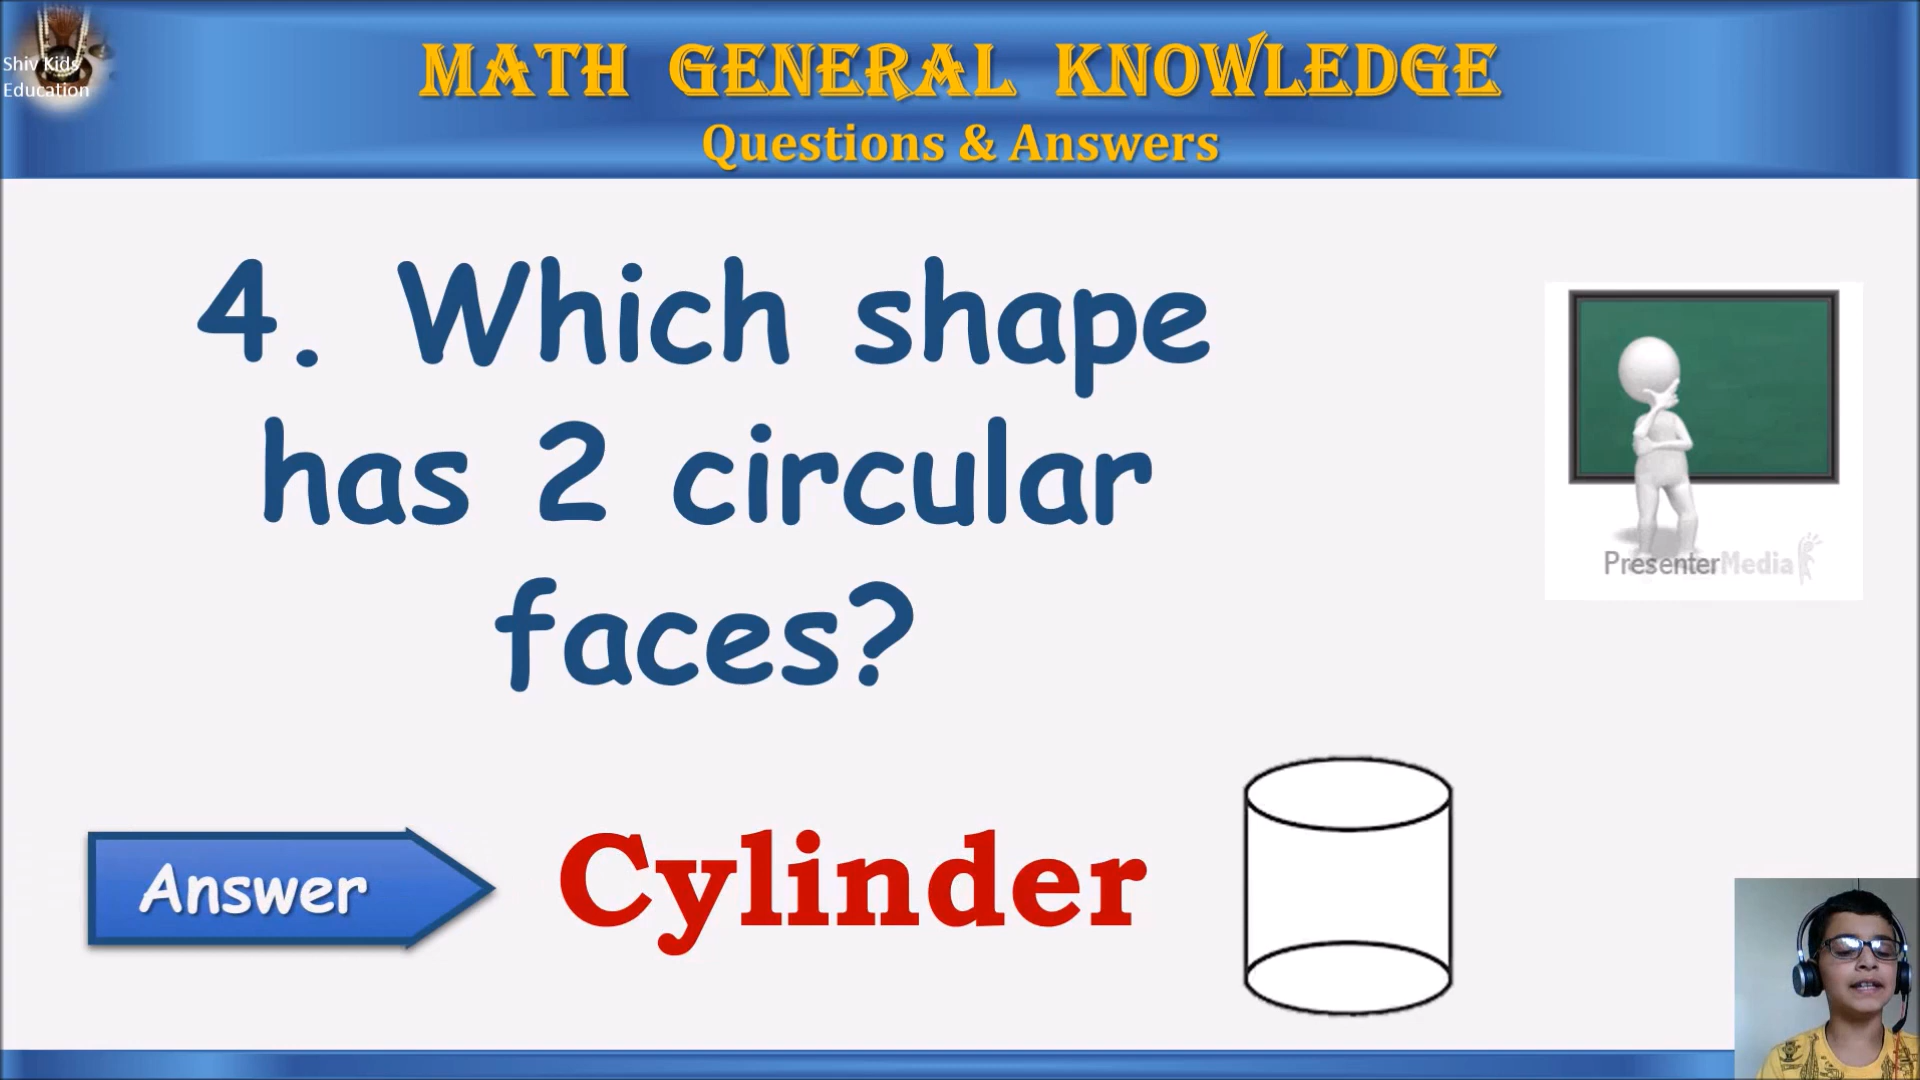 Shiv Kids
Education
MATH GENERAL KNOWLEDGE
Questions & Answers
4. Which shape
has 2 circular
faces?
PresenterMedia
Answer
Cylinder